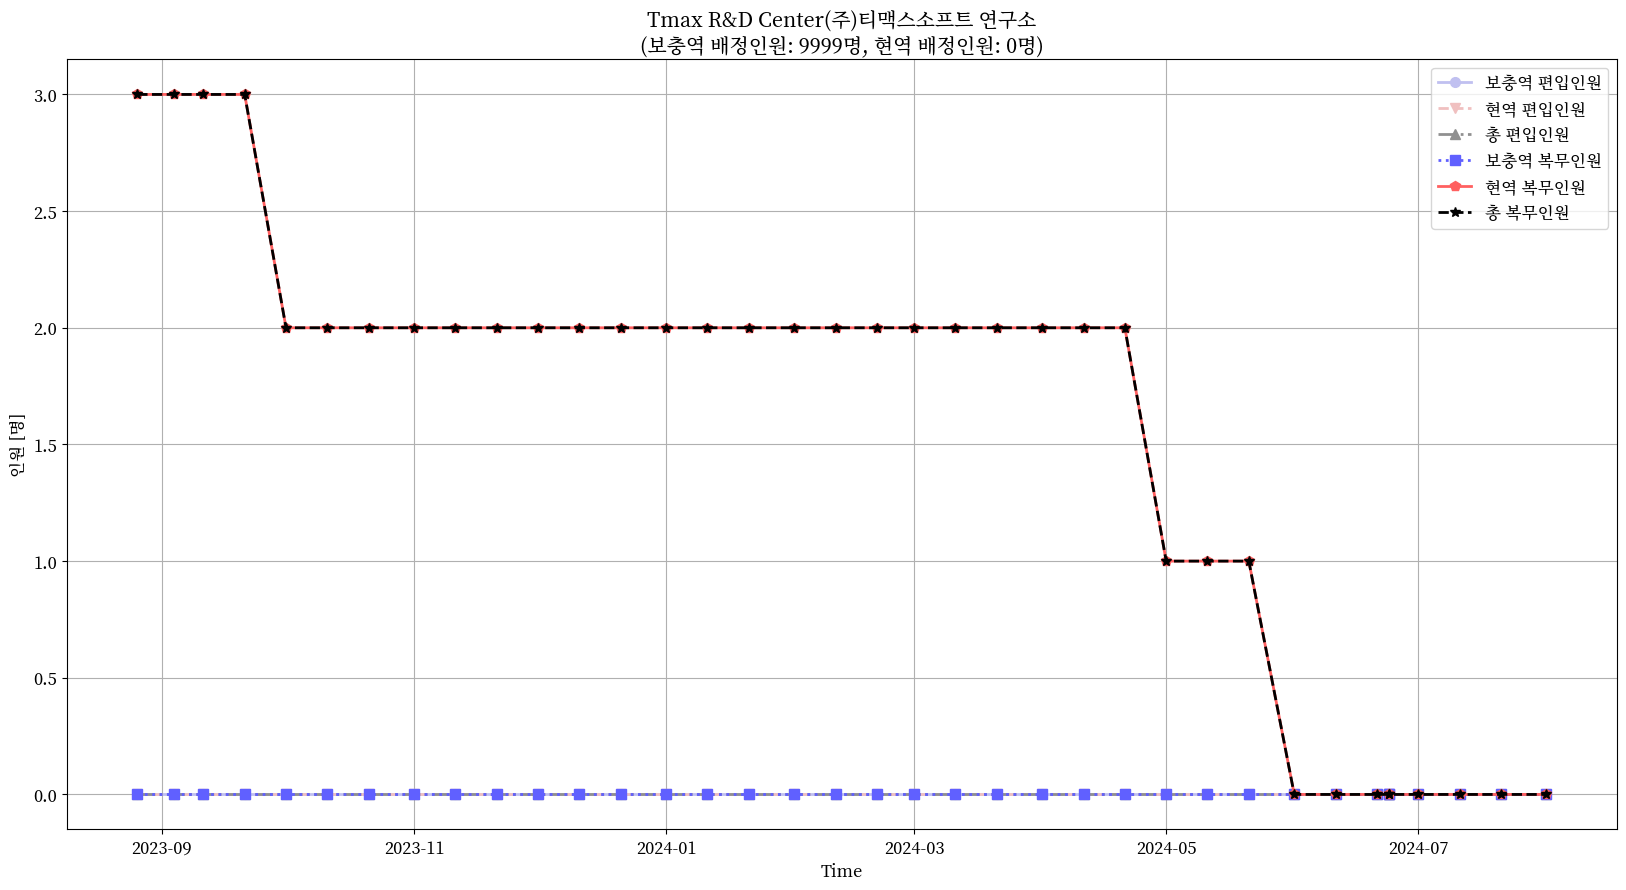 Tmax R&D Center(주)티맥스소프트 연구소
(보충역 배정인원: 9999명, 현역 배정인원: 0명)
보충역 편입인원
현역 편입인원
총 편입인원
보충역 복무인원
현역 복무인원
총 복무인원
인원 [명]
3.0
2.5
2.0
1.5
1.0
0.5
0.0
2023-09
2023-11
2024-01
2024-03
2024-05
2024-07
Time